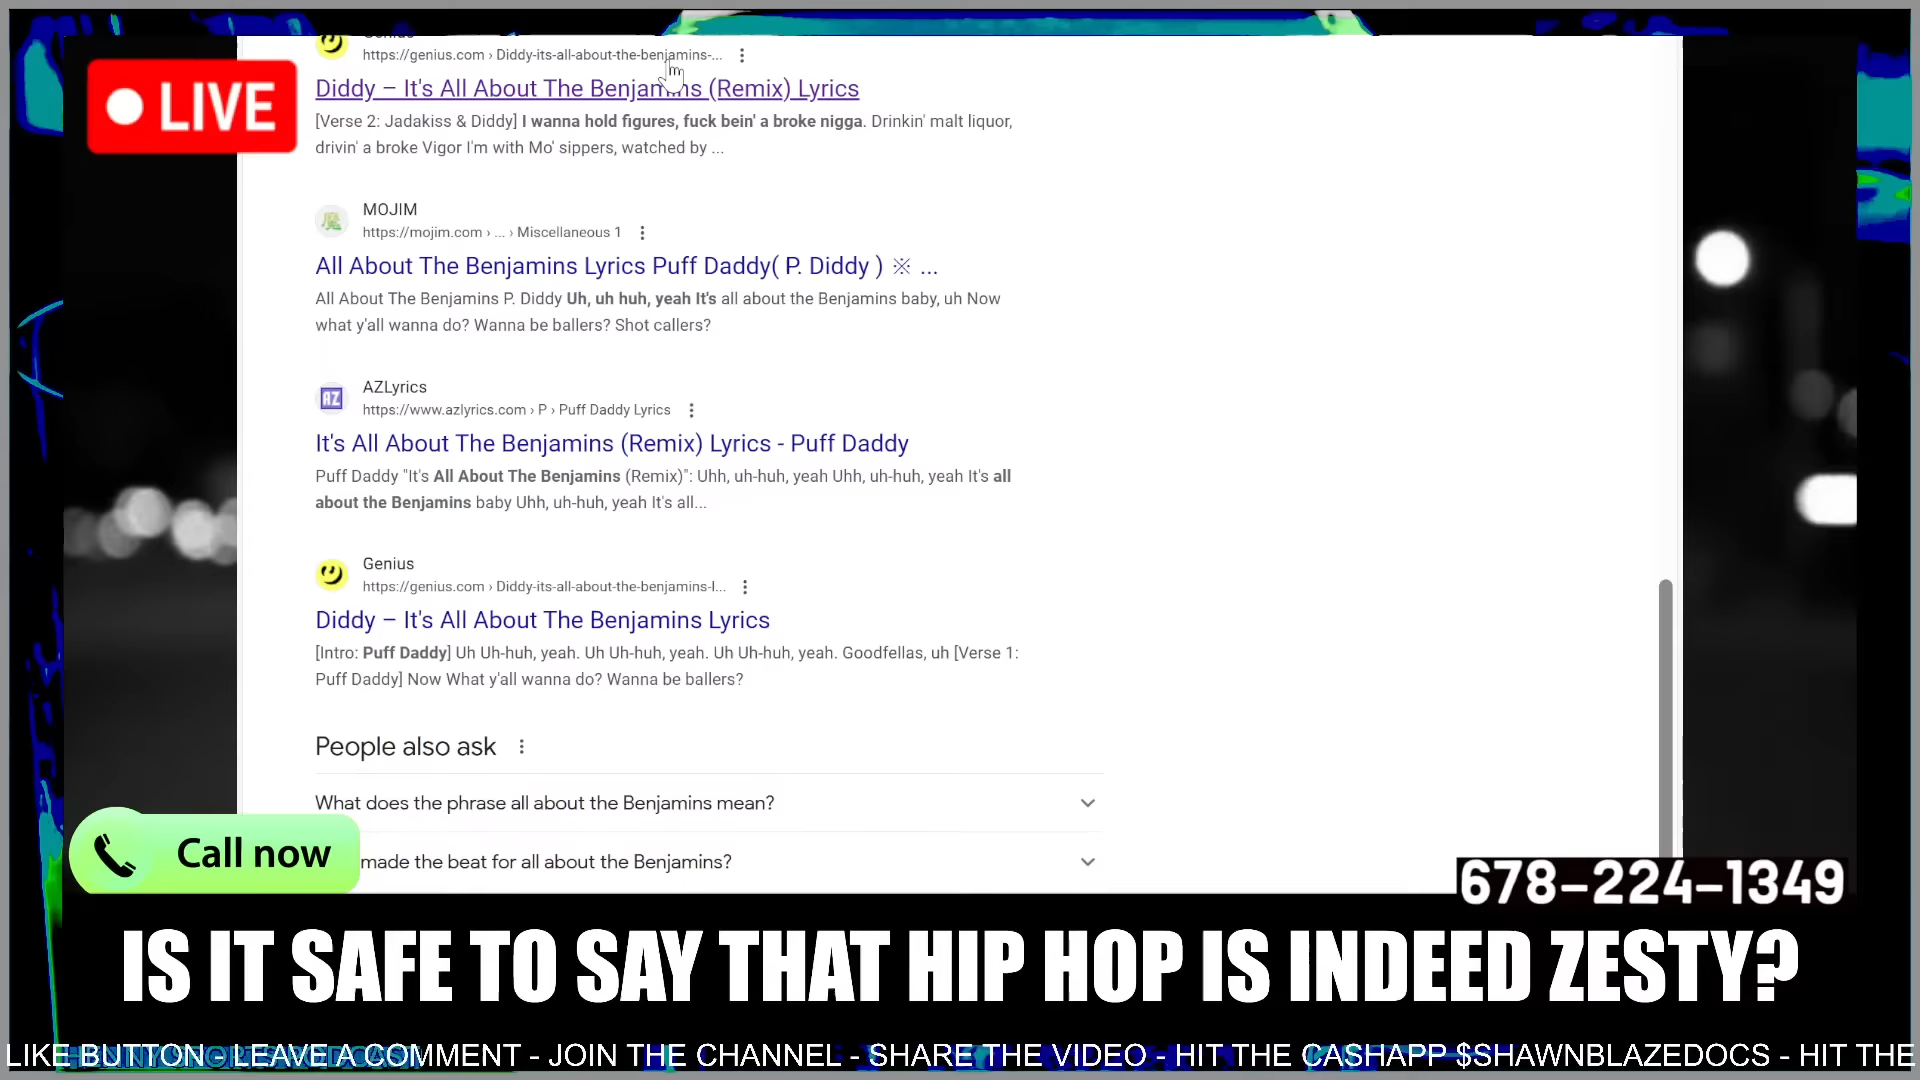 Genius
https://genius.com › Diddy-its-all-about-the-benjamins-...
LIVE
Diddy – It's All About The Benjamins (Remix) Lyrics
[Verse 2: Jadakiss & Diddy] I wanna hold figures, fuck bein' a broke nigga. Drinkin' malt liquor,
drivin' a broke Vigor I'm with Mo' sippers, watched by ...
MOJIM
https://mojim.com › ... › Miscellaneous 1
All About The Benjamins Lyrics Puff Daddy( P. Diddy ) ※ ...
All About The Benjamins P. Diddy Uh, uh huh, yeah It's all about the Benjamins baby, uh Now
what y'all wanna do? Wanna be ballers? Shot callers?
AZ
AZLyrics
https://www.azlyrics.com › P › Puff Daddy Lyrics
It's All About The Benjamins (Remix) Lyrics - Puff Daddy
Puff Daddy "It's All About The Benjamins (Remix)": Uhh, uh-huh, yeah Uhh, uh-huh, yeah It's all
about the Benjamins baby Uhh, uh-huh, yeah It's all...
Genius
https://genius.com › Diddy-its-all-about-the-benjamins-l...
Diddy – It's All About The Benjamins Lyrics
[Intro: Puff Daddy] Uh Uh-huh, yeah. Uh Uh-huh, yeah. Uh Uh-huh, yeah. Goodfellas, uh [Verse 1:
Puff Daddy] Now What y'all wanna do? Wanna be ballers?
People also ask
What does the phrase all about the Benjamins mean?
Call now
made the beat for all about the Benjamins?
678-224-1349
IS IT SAFE TO SAY THAT HIP HOP IS INDEED ZESTY?
LIKE BUTTON - LEAVE A COMMENT - JOIN THE CHANNEL - SHARE THE VIDEO - HIT THE CASHAPP $SHAWNBLAZEDOCS - HIT THE